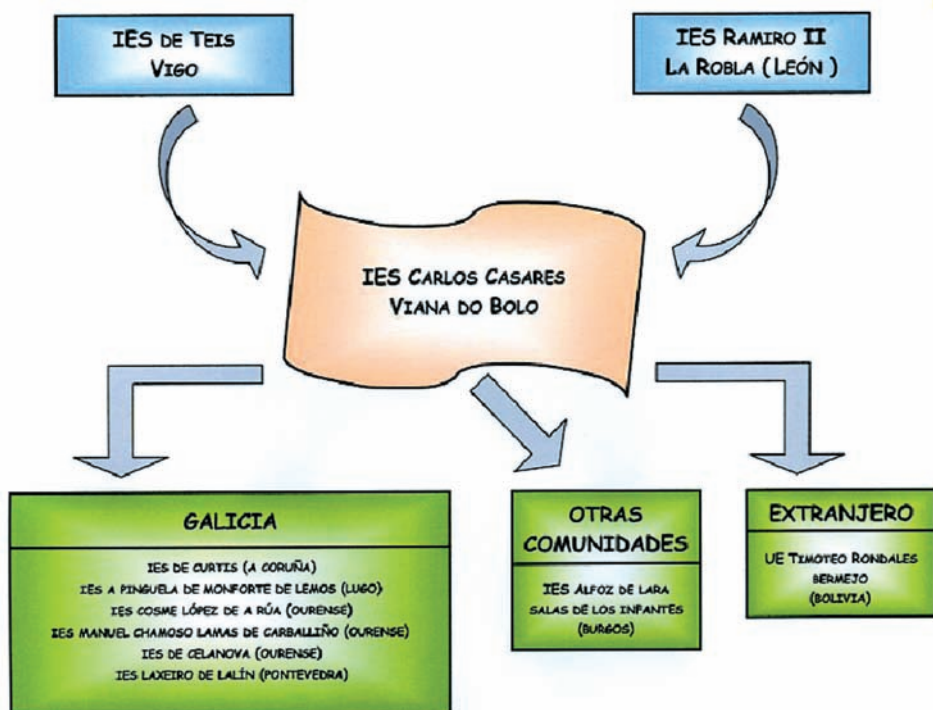 IES DE TEIS
VIGO
IES RAMIRO II
LA ROBLA (LEÓN )
IES CARLOS CASARES
VIANA DO BOLO
GALICIA
IES DE CURTIS (A CORUÑA)
IES A PINGUELA DE MONFORTE DE LEMOS (LUGO)
IES COSME LÓPEZ DE A RÚA (OURENSE)
IES MANUEL CHAMOSO LAMAS DE CARBALLIÑO (OURENSE)
IES DE CELANOVA (OURENSE)
IES LAXEIRO DE LALÍN (PONTEVEDRA)
OTRAS
COMUNIDADES
IES ALFOZ DE LARA
SALAS DE LOS INFANTES
(BURGOS)
EXTRANJERO
UE TIMOTEO RONDALES
BERMEJO
(BOLIVIA)